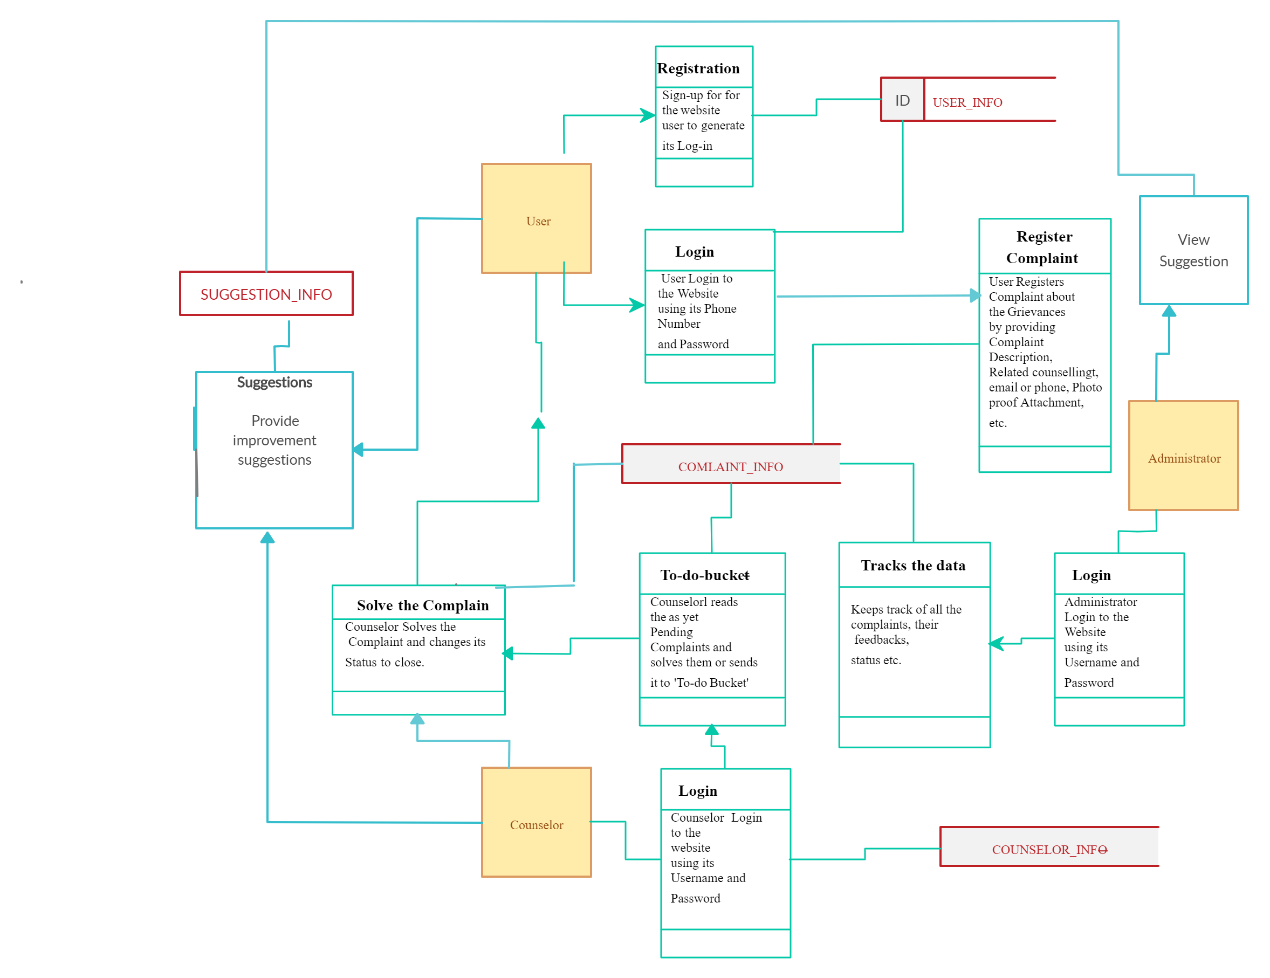 Registration
Sign-up for for
the website
user to generate
its Log-in
ID
USER_INFO
User
Login
User Login to
the Website
using its Phone
Number
and Password
Register
Complaint
User Registers
Complaint about
the Grievances
by providing
Complaint
Description,
Related counsellingt,
email or phone, Photo
proof Attachment,
etc.
View
Suggestion
SUGGESTION_INFO
Suggestions
Provide
improvement
suggestions
COMLAINT_INFO
Administrator
Solve the Complain
Counselor Solves the
Complaint and changes its
Status to close.
To-do-bucket
Counselorl reads
the as yet
Pending
Complaints and
solves them or sends
it to 'To-do Bucket'
Tracks the data
Keeps track of all the
complaints, their
feedbacks,
status etc.
Login
Administrator
Login to the
Website
using its
Username and
Password
Counselor
Login
Counselor Login
to the
website
using its
Username and
Password
COUNSELOR_INFO